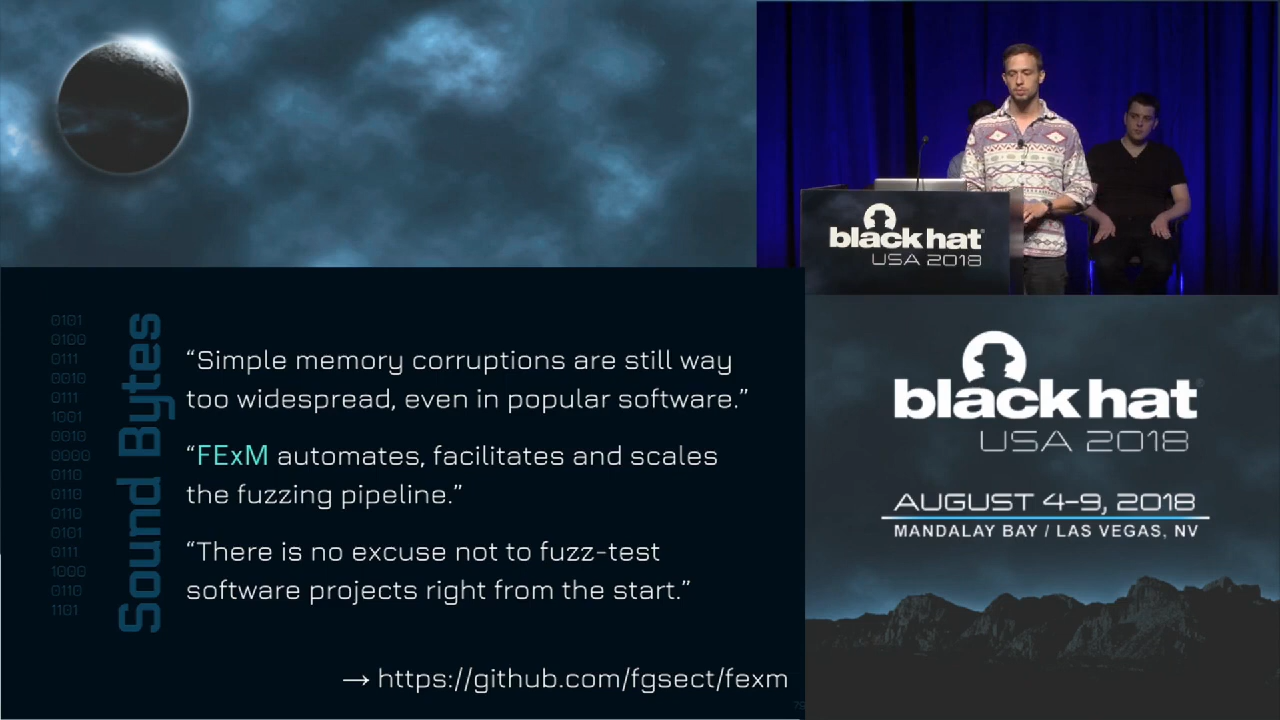 black hat
USA 2018
0101
0100
0111
0010
0111
1001
0010
0000
0110
0110
0110
0101
0111
1000
0110
1101
Sound Bytes
“Simple memory corruptions are still way
too widespread, even in popular software.”
“FExM automates, facilitates and scales
the fuzzing pipeline.”
“There is no excuse not to fuzz-test
software projects right from the start.”
→ https://github.com/fgsect/fexm
79
black hat
USA 2018
AUGUST 4-9, 2018
MANDALAY BAY / LAS VEGAS, NV